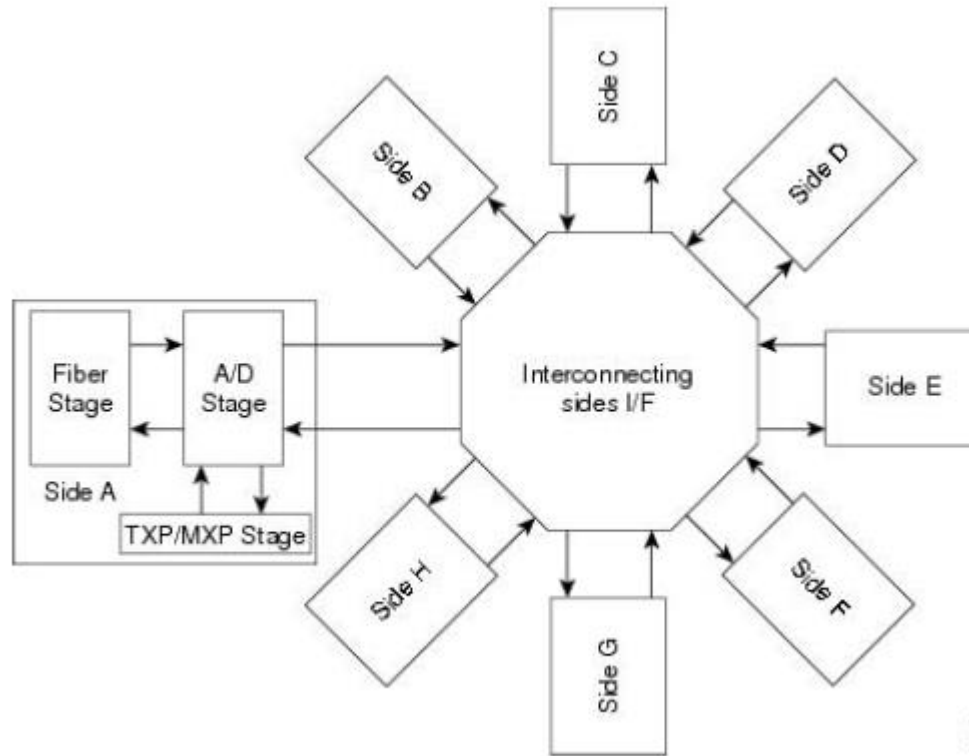 Side C
Side B
Side D
Fiber
Stage
A/D
Stage
Side A
TXP/MXP Stage
Interconnecting
sides I/F
Side E
Side H
Side F
Side G